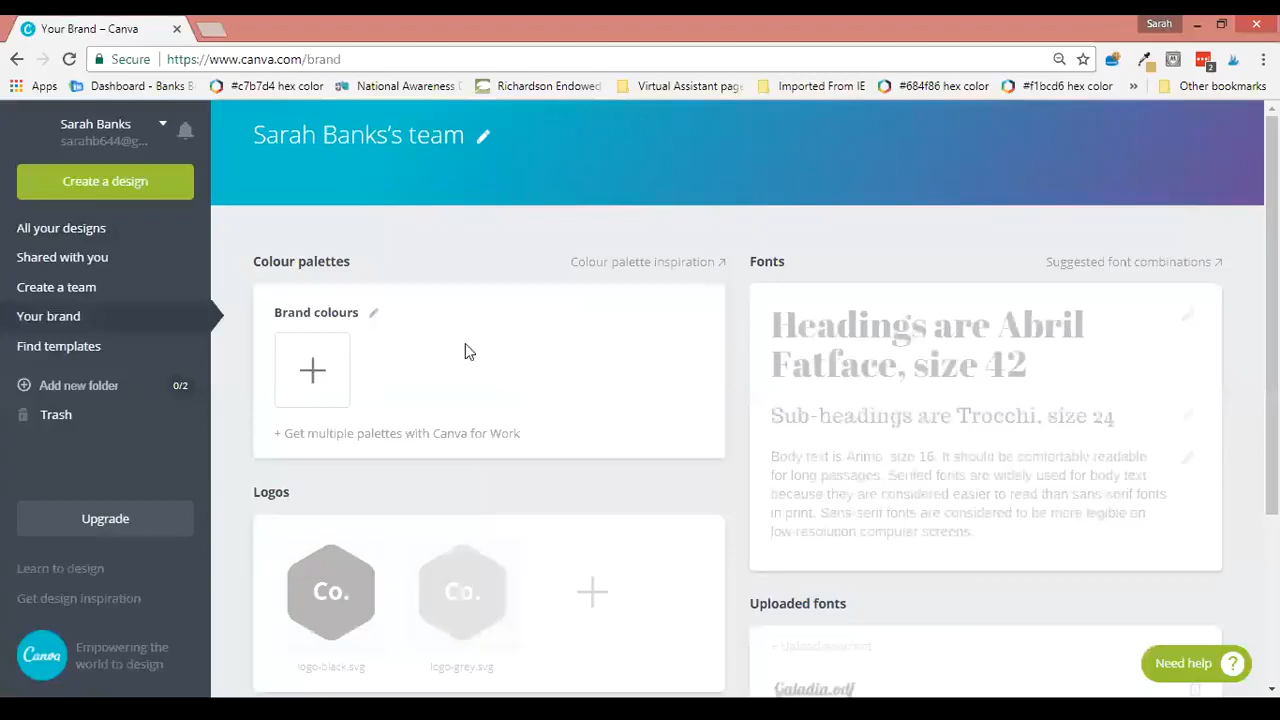 Your Brand – Canva
Sarah
Secure
https://www.canva.com/brand
Apps
Dashboard - Banks B
#c7b7d4 hex color
National Awareness D
Richardson Endowed
Virtual Assistant page
Imported From IE
#684f86 hex color
#f1bcd6 hex color
Other bookmarks
2
Sarah Banks
sarahb644@g...
Create a design
All your designs
Shared with you
Create a team
Your brand
Find templates
Add new folder 0/2
Trash
Upgrade
Learn to design
Get design inspiration
Canva
Empowering the
world to design
Sarah Banks's team
Colour palettes
Colour palette inspiration
Brand colours
+ Get multiple palettes with Canva for Work
Logos
Co.
Co.
logo-black.svg
logo-grey.svg
Fonts
Suggested font combinations
Headings are Abril
Fatface, size 42
Sub-headings are Trocchi, size 24
Body text is Arimo, size 16. It should be comfortably readable
for long passages. Serifed fonts are widely used for body text
because they are considered easier to read than sans-serif fonts
in print. Sans-serif fonts are considered to be more legible on
low-resolution computer screens.
Uploaded fonts
Galadia.otf
Need help ?